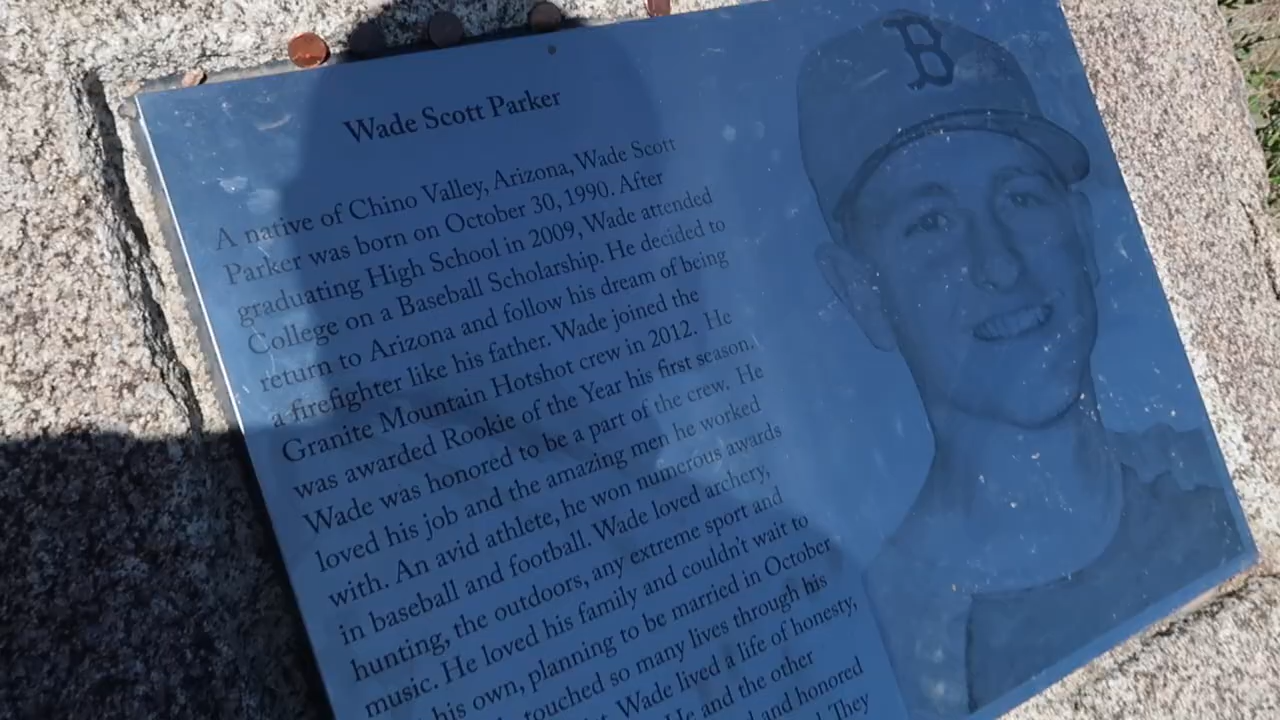 Wade Scott Parker
A native of Chino Valley, Arizona, Wade Scott
Parker was born on October 30, 1990. After
graduating High School in 2009, Wade attended
College on a Baseball Scholarship. He decided to
return to Arizona and follow his dream of being
a firefighter like his father. Wade joined the
Granite Mountain Hotshot crew in 2012. He
was awarded Rookie of the Year his first season.
Wade was honored to be a part of the crew. He
loved his job and the amazing men he worked
with. An avid athlete, he won numerous awards
in baseball and football. Wade loved archery,
hunting, the outdoors, any extreme sport and
music. He loved his family and couldn't wait to
his own, planning to be married in October
touched so many lives through his
Wade lived a life of honesty,
He and the other
and honored
They
B